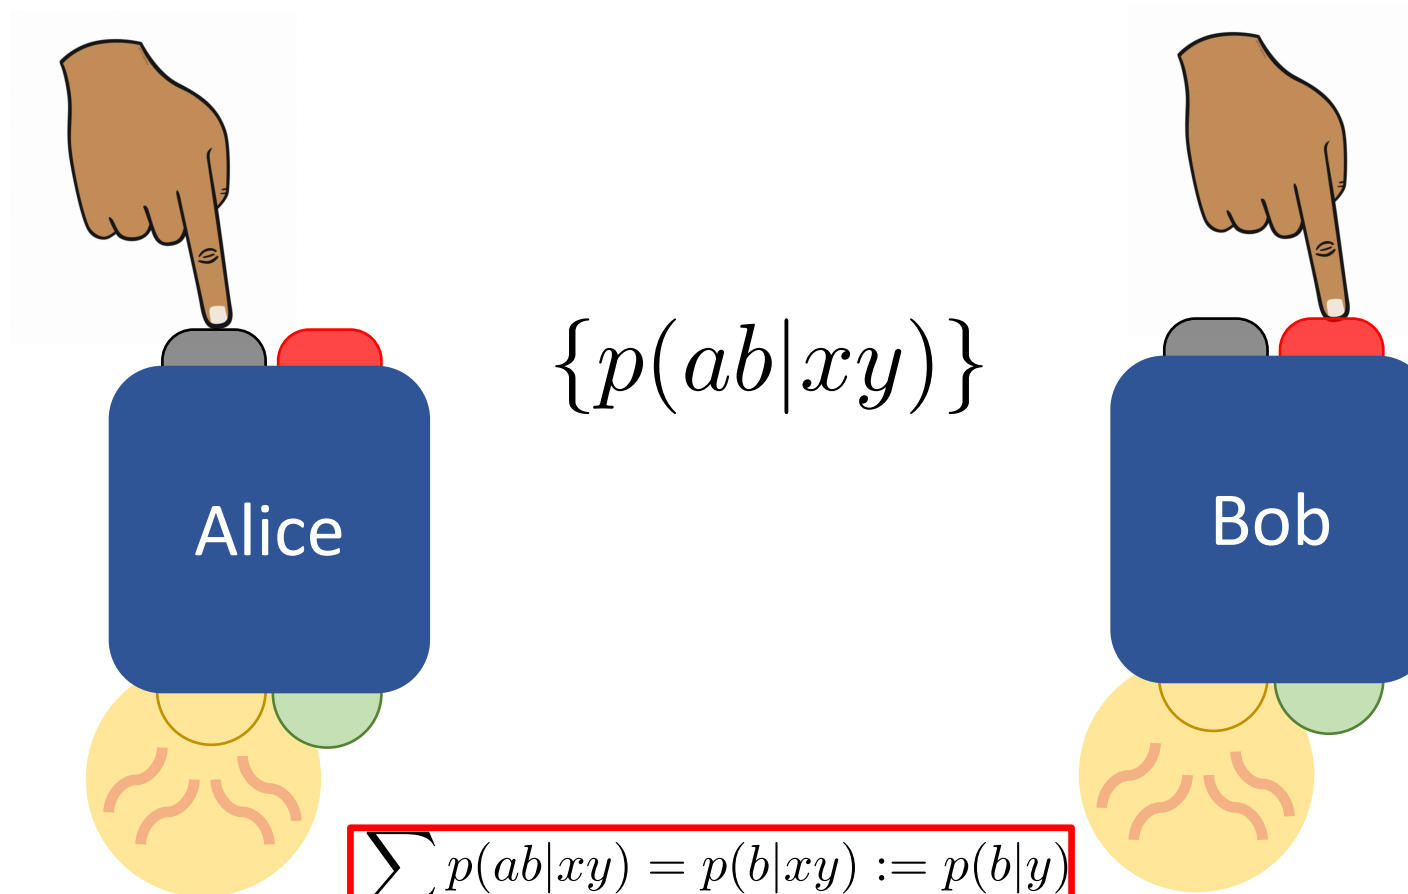 {p(ab|xy)}
Alice
Bob
∑ p(ab|xy) = p(b|xy) := p(b|y)